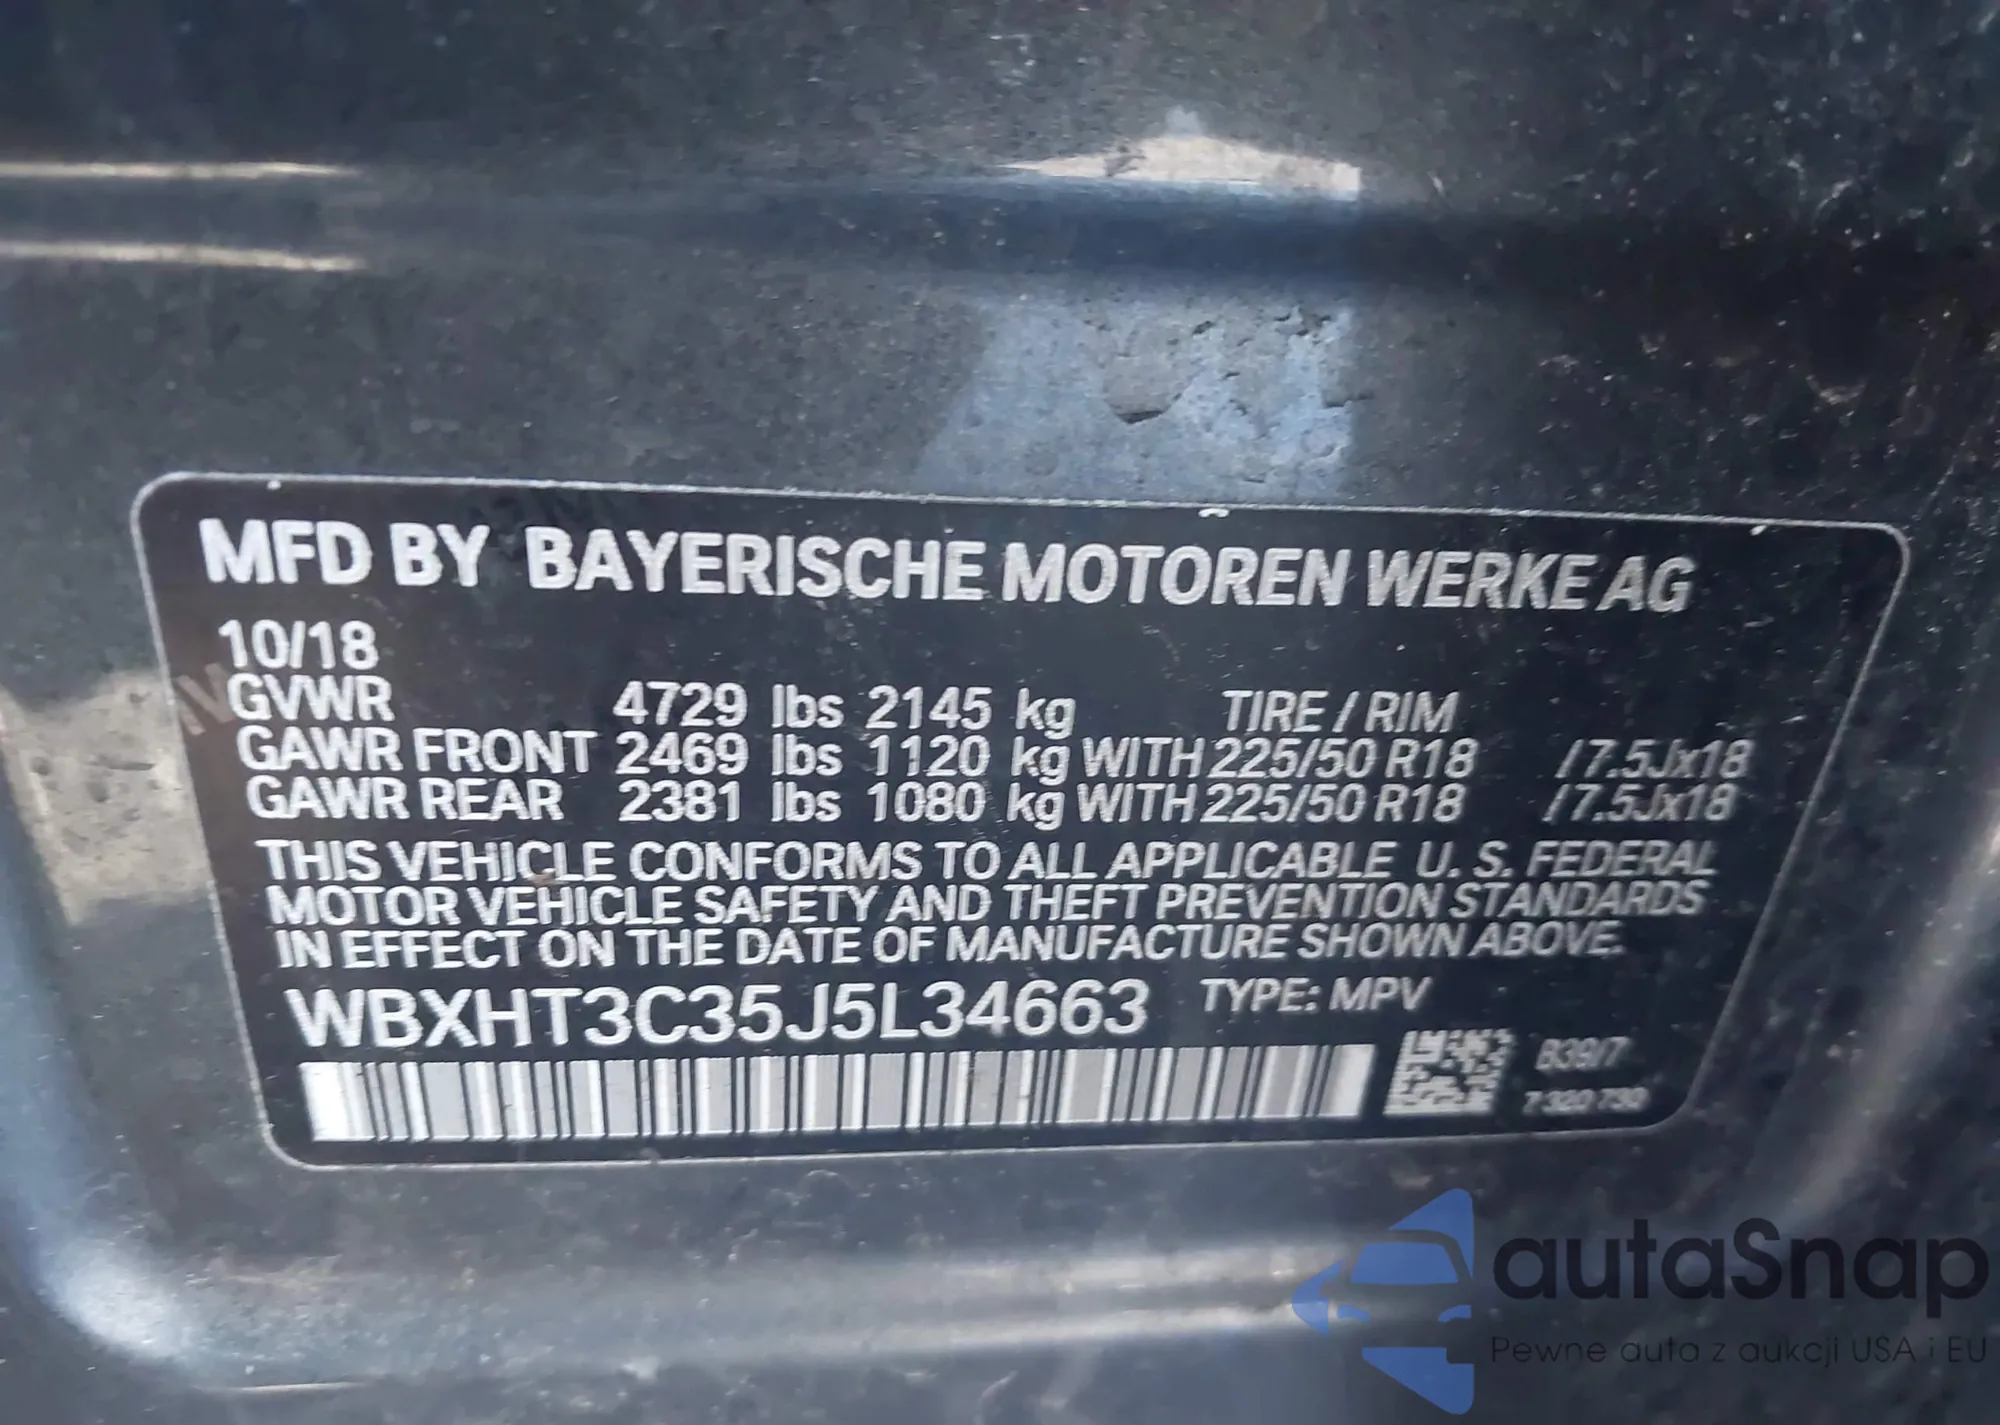 MFD BY BAYERISCHE MOTOREN WERKE AG
10/18
GVWR 4729 lbs 2145 kg TIRE / RIM
GAWR FRONT 2469 lbs 1120 kg WITH 225/50 R18 /7.5Jx18
GAWR REAR 2381 lbs 1080 kg WITH 225/50 R18 /7.5Jx18
THIS VEHICLE CONFORMS TO ALL APPLICABLE U. S. FEDERAL
MOTOR VEHICLE SAFETY AND THEFT PREVENTION STANDARDS
IN EFFECT ON THE DATE OF MANUFACTURE SHOWN ABOVE.
WBXHT3C35J5L34663 TYPE: MPV
B39/7
7 320 730
autaSnap
Pewne auta z aukcji USA i EU